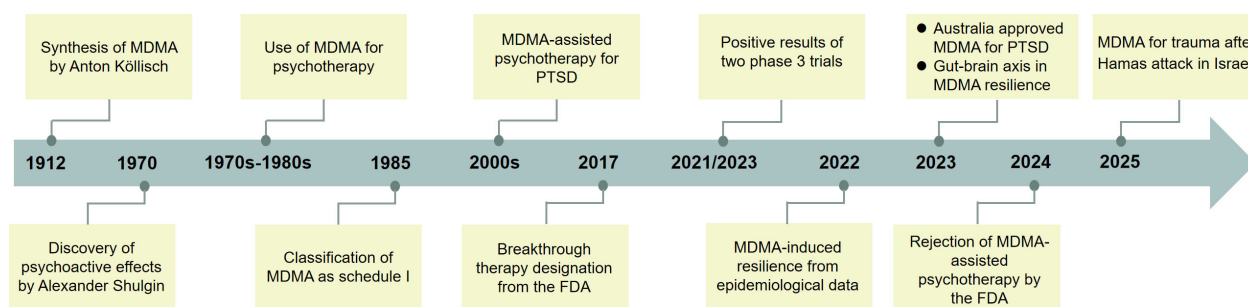 Synthesis of MDMA
by Anton Köllisch
Use of MDMA for
psychotherapy
MDMA-assisted
psychotherapy for
PTSD
Positive results of
two phase 3 trials
Australia approved
MDMA for PTSD
Gut-brain axis in
MDMA resilience
MDMA for trauma afte
Hamas attack in Israe
1912
1970
1970s-1980s
1985
2000s
2017
2021/2023
2022
2023
2024
2025
Discovery of
psychoactive effects
by Alexander Shulgin
Classification of
MDMA as schedule I
Breakthrough
therapy designation
from the FDA
MDMA-induced
resilience from
epidemiological data
Rejection of MDMA-
assisted
psychotherapy by
the FDA